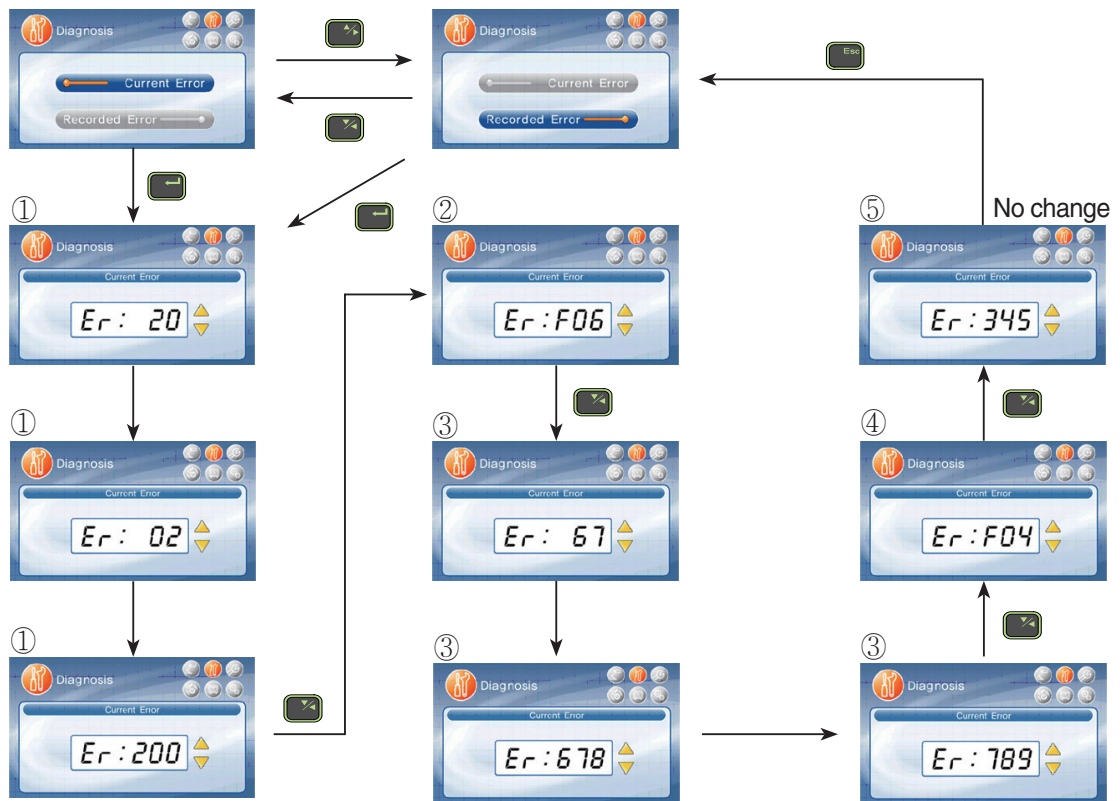 Diagnosis
Current Error
Recorded Error
Diagnosis
Current Error
Recorded Error
Esc
①
Diagnosis
Current Error
Er: 20
②
Diagnosis
Current Error
Er:F06
⑤
No change
Diagnosis
Current Error
Er:345
①
Diagnosis
Current Error
Er: 02
③
Diagnosis
Current Error
Er: 67
④
Diagnosis
Current Error
Er:F04
①
Diagnosis
Current Error
Er:200
③
Diagnosis
Current Error
Er:678
③
Diagnosis
Current Error
Er:789